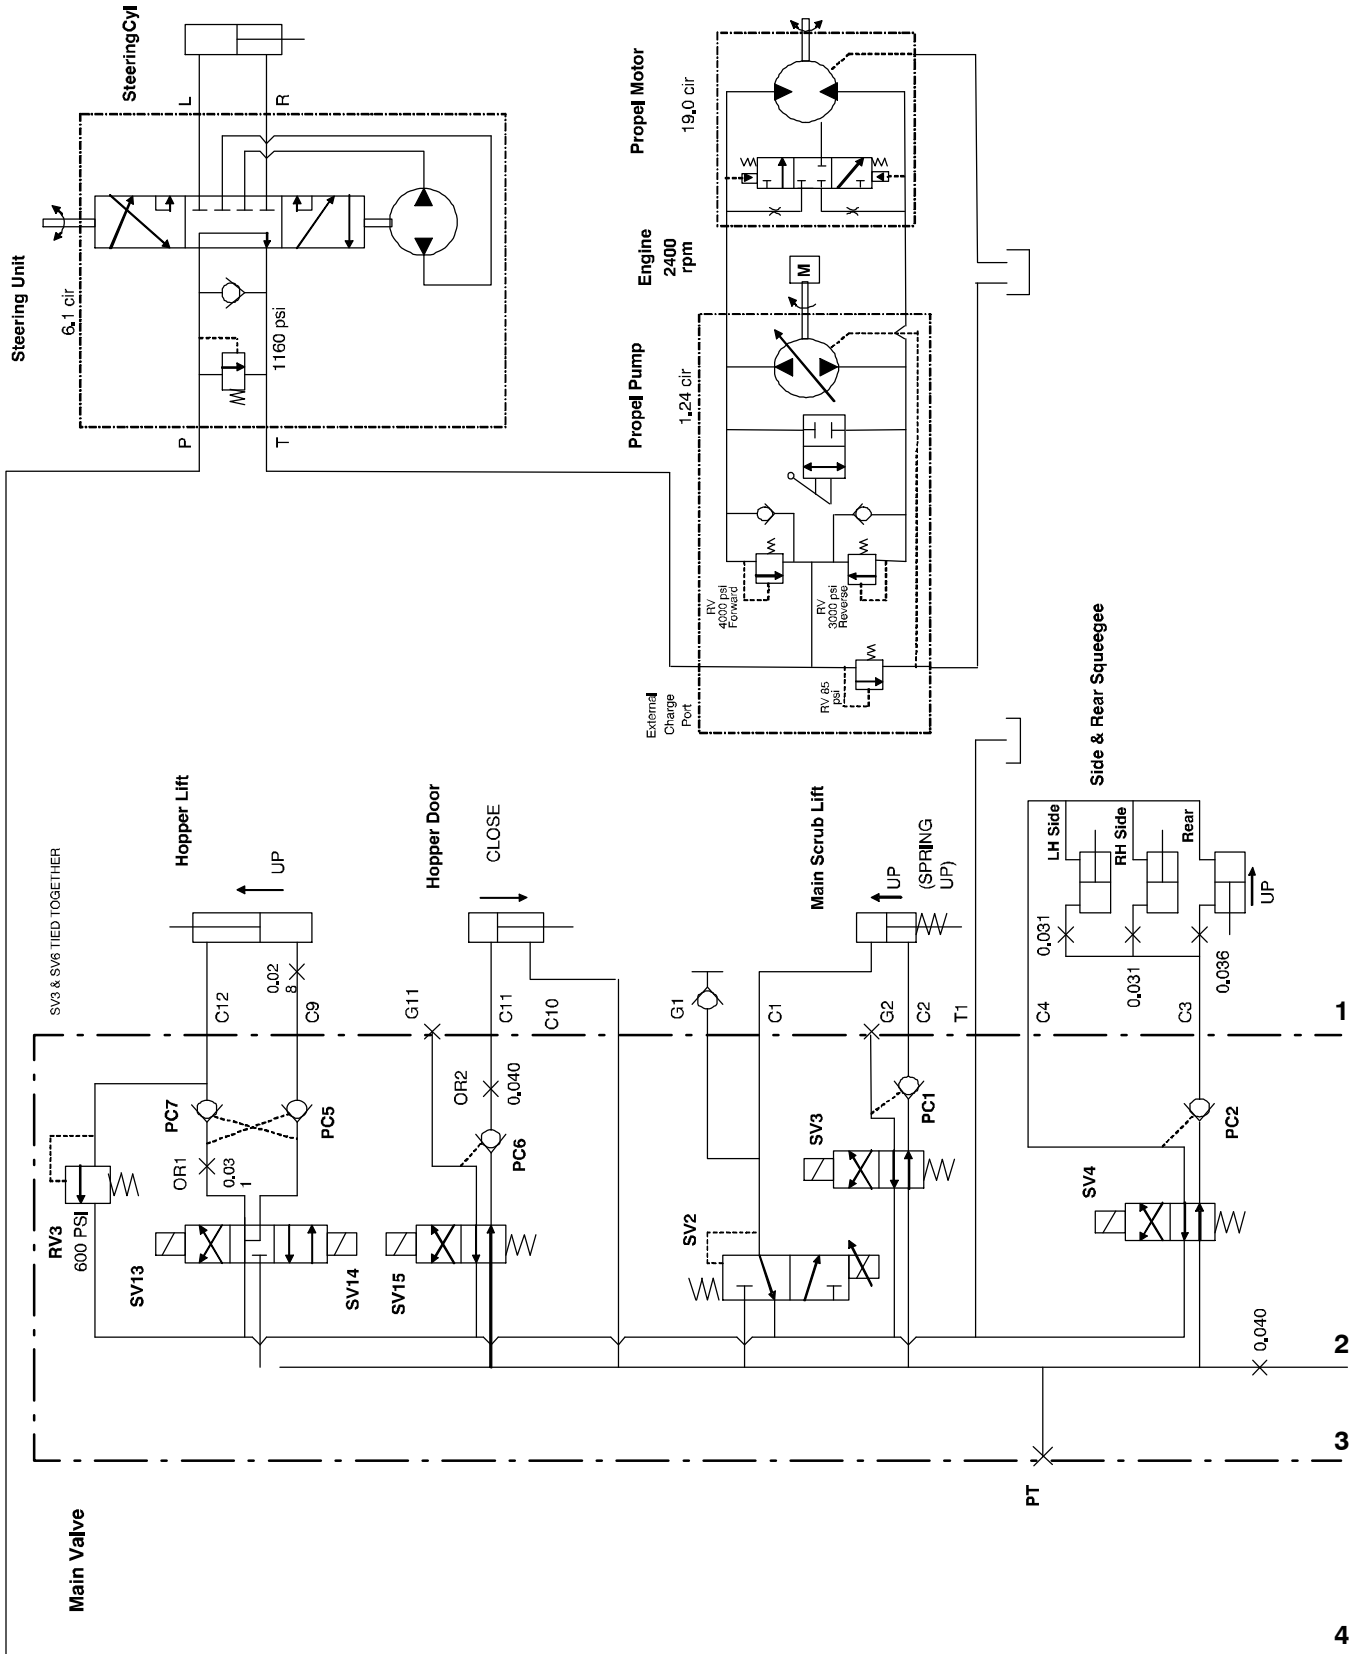 SteeringCyl
L
R
Steering Unit
6.1 cir
1160 psi
P
T
Propel Motor
19.0 cir
Engine
2400
rpm
M
Propel Pump
1.24 cir
RV
4000 psi
Forward
RV
3000 psi
Reverse
RV 85
psi
External
Charge
Port
SV3 & SV6 TIED TOGETHER
Hopper Lift
UP
C12
0.02
8
C9
Hopper Door
CLOSE
G11
C11
C10
Main Scrub Lift
UP
(SPRING
UP)
G1
C1
G2
C2
T1
Side & Rear Squeegee
LH Side
RH Side
Rear
0.031
0.031
0.036
UP
C4
C3
1
RV3
600 PSI
PC7
PC5
OR1
0.03
1
SV13
SV14
OR2
0.040
PC6
SV15
SV2
SV3
PC1
SV4
PC2
0.040
2
3
PT
Main Valve
4